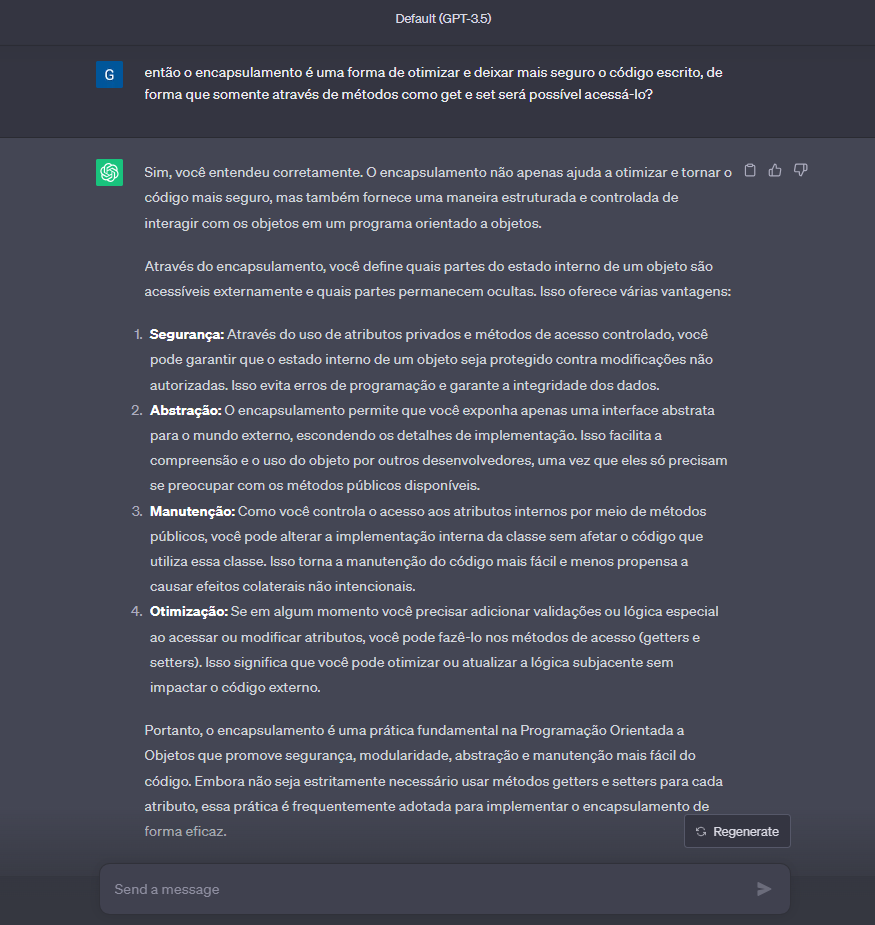 Default (GPT-3.5)
G
então o encapsulamento é uma forma de otimizar e deixar mais seguro o código escrito, de
forma que somente através de métodos como get e set será possível acessá-lo?
Sim, você entendeu corretamente. O encapsulamento não apenas ajuda a otimizar e tornar o
código mais seguro, mas também fornece uma maneira estruturada e controlada de
interagir com os objetos em um programa orientado a objetos.
Através do encapsulamento, você define quais partes do estado interno de um objeto são
acessíveis externamente e quais partes permanecem ocultas. Isso oferece várias vantagens:
1. Segurança: Através do uso de atributos privados e métodos de acesso controlado, você
pode garantir que o estado interno de um objeto seja protegido contra modificações não
autorizadas. Isso evita erros de programação e garante a integridade dos dados.
2. Abstração: O encapsulamento permite que você exponha apenas uma interface abstrata
para o mundo externo, escondendo os detalhes de implementação. Isso facilita a
compreensão e o uso do objeto por outros desenvolvedores, uma vez que eles só precisam
se preocupar com os métodos públicos disponíveis.
3. Manutenção: Como você controla o acesso aos atributos internos por meio de métodos
públicos, você pode alterar a implementação interna da classe sem afetar o código que
utiliza essa classe. Isso torna a manutenção do código mais fácil e menos propensa a
causar efeitos colaterais não intencionais.
4. Otimização: Se em algum momento você precisar adicionar validações ou lógica especial
ao acessar ou modificar atributos, você pode fazê-lo nos métodos de acesso (getters e
setters). Isso significa que você pode otimizar ou atualizar a lógica subjacente sem
impactar o código externo.
Portanto, o encapsulamento é uma prática fundamental na Programação Orientada a
Objetos que promove segurança, modularidade, abstração e manutenção mais fácil do
código. Embora não seja estritamente necessário usar métodos getters e setters para cada
atributo, essa prática é frequentemente adotada para implementar o encapsulamento de
forma eficaz.
Regenerate
Send a message